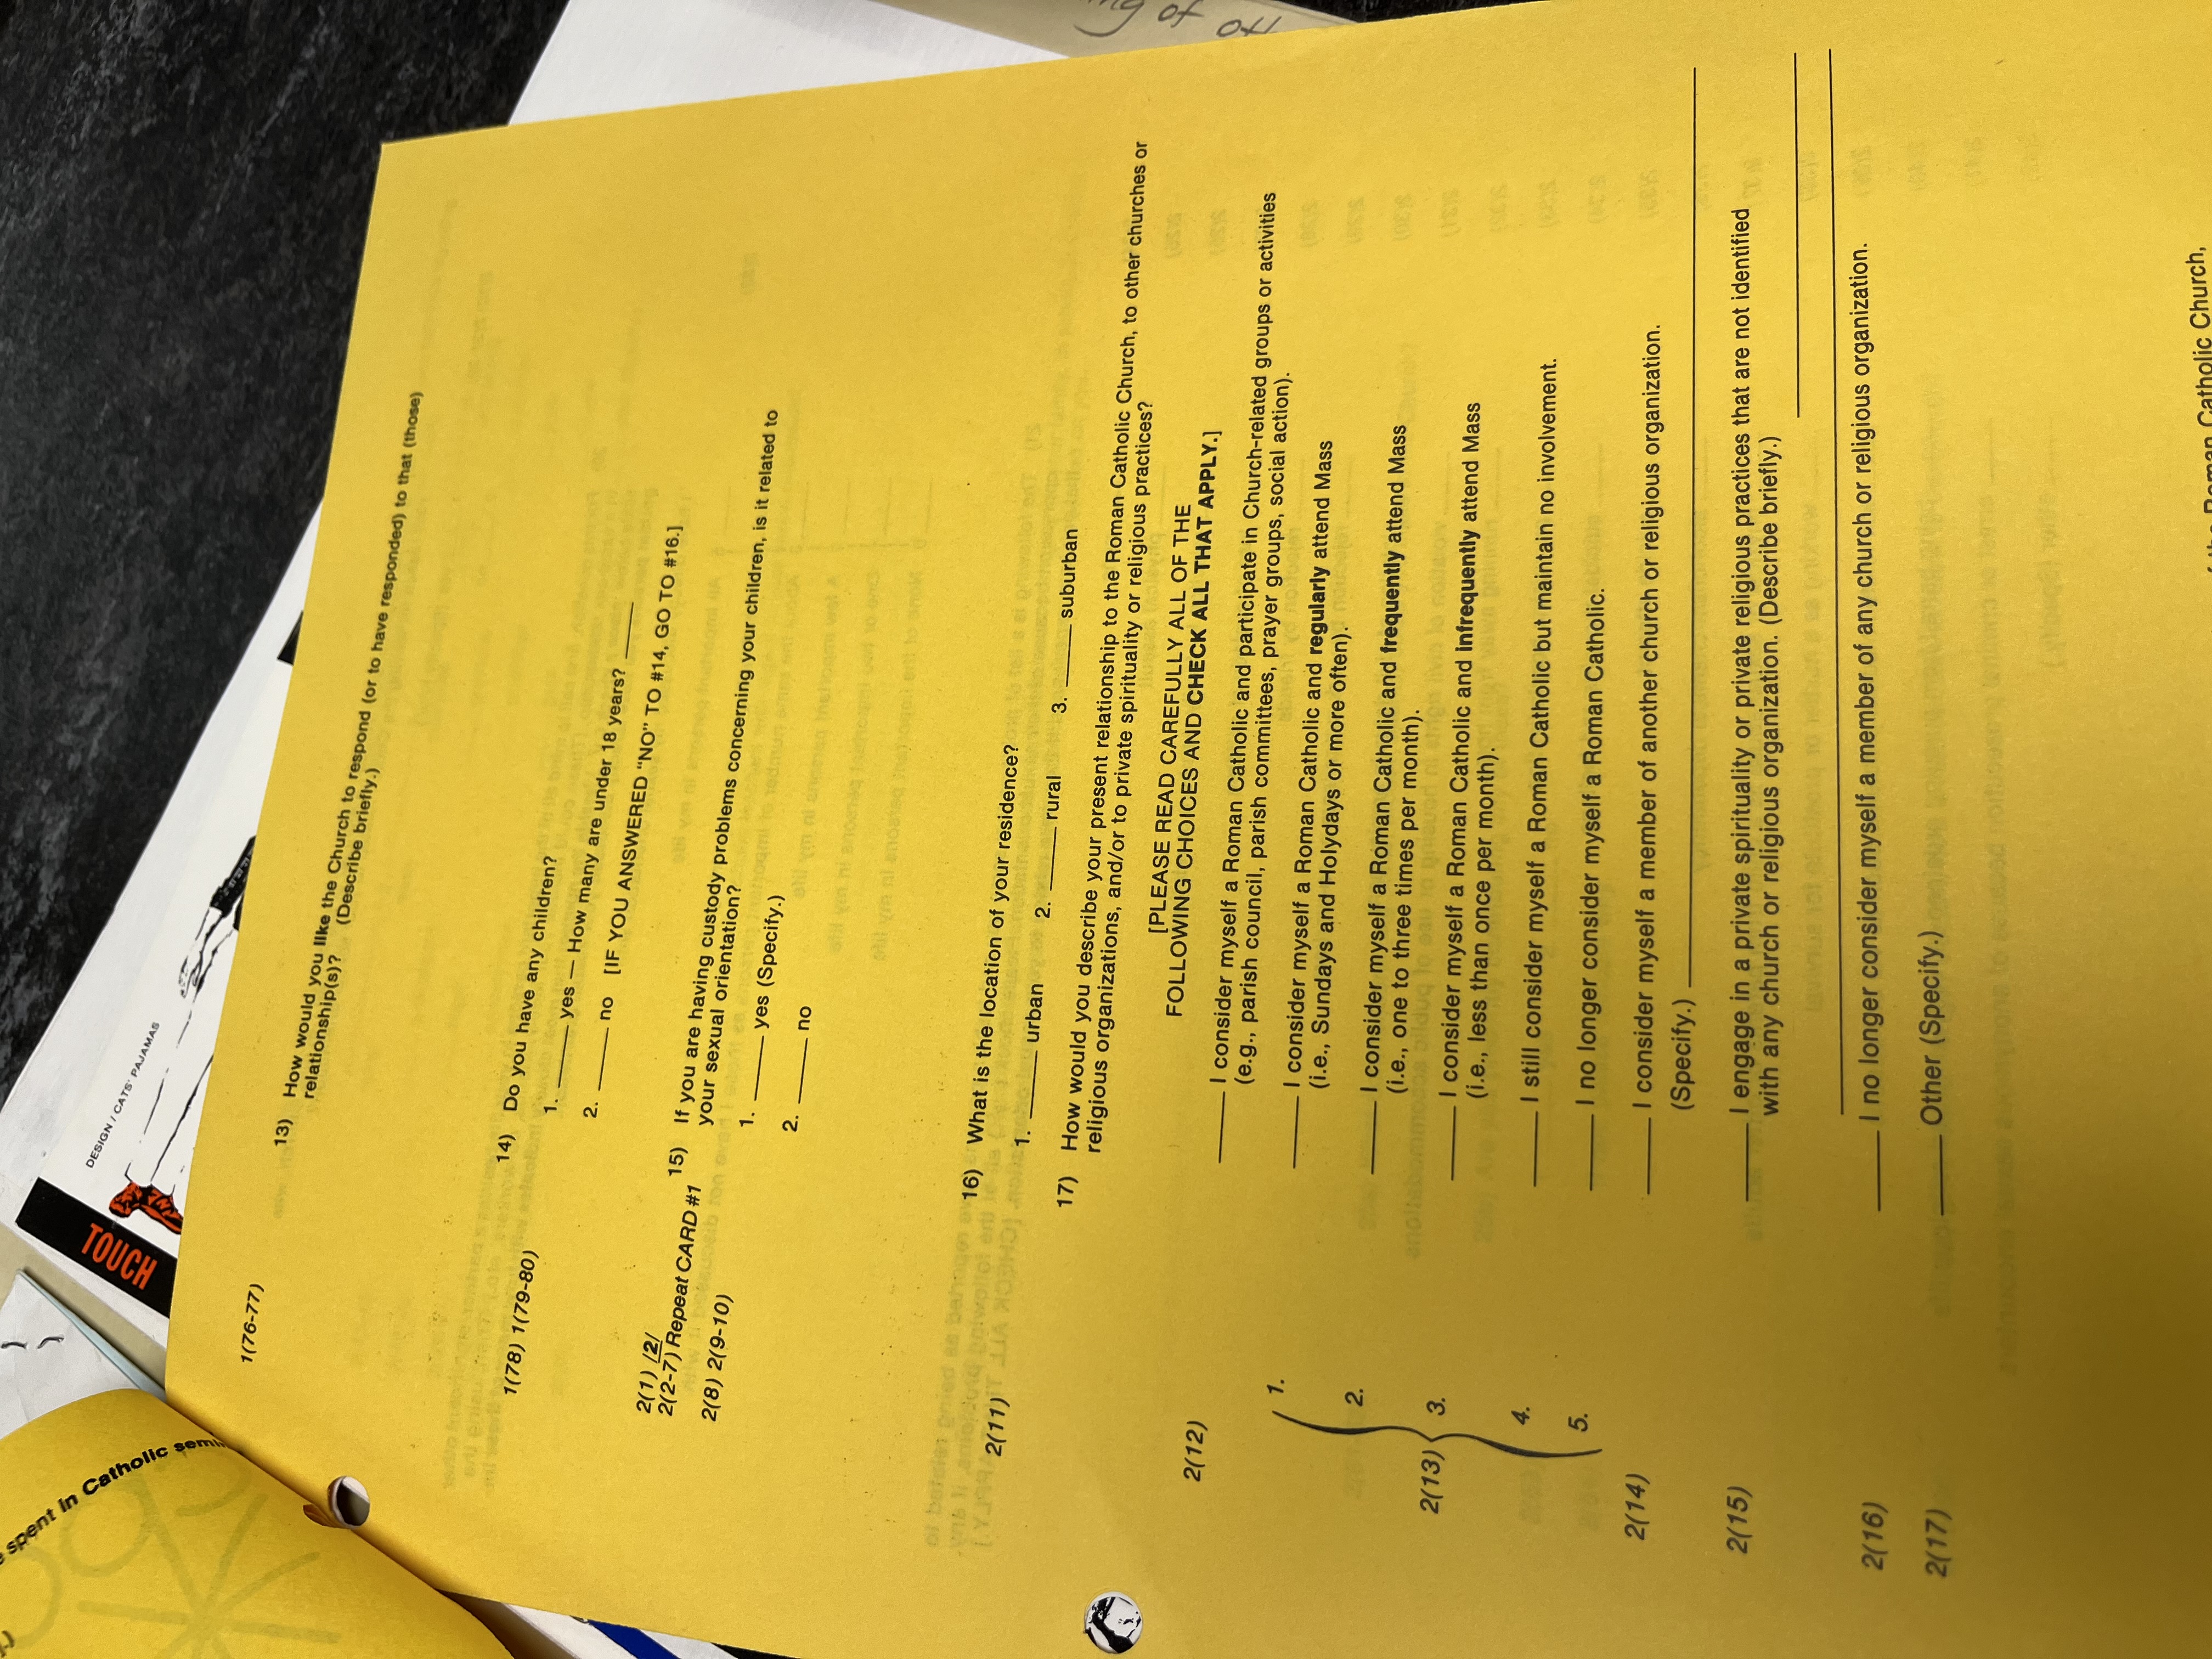 spent in Catholic semi
TOUCH
DESIGN / CATS' PAJAMAS
1(76-77)
13) How would you like the Church to respond (or to have responded) to that (those)
relationship(s)? (Describe briefly.)
1(78) 1(79-80)
14) Do you have any children?
1. _____ yes — How many are under 18 years? _____
2. _____ no [IF YOU ANSWERED "NO" TO #14, GO TO #16.]
2(1) /2/
2(2-7) Repeat CARD #1
2(8) 2(9-10)
15) If you are having custody problems concerning your children, is it related to
your sexual orientation?
1. _____ yes (Specify.)
2. _____ no
2(11)
16) What is the location of your residence?
1. _____ urban 2. _____ rural 3. _____ suburban
17) How would you describe your present relationship to the Roman Catholic Church, to other churches or
religious organizations, and/or to private spirituality or religious practices?
[PLEASE READ CAREFULLY ALL OF THE
FOLLOWING CHOICES AND CHECK ALL THAT APPLY.]
2(12) _____ I consider myself a Roman Catholic and participate in Church-related groups or activities
(e.g., parish council, parish committees, prayer groups, social action).
2(13)
1. _____ I consider myself a Roman Catholic and regularly attend Mass
(i.e., Sundays and Holydays or more often).
2. _____ I consider myself a Roman Catholic and frequently attend Mass
(i.e., one to three times per month).
3. _____ I consider myself a Roman Catholic and infrequently attend Mass
(i.e., less than once per month).
4. _____ I still consider myself a Roman Catholic but maintain no involvement.
5. _____ I no longer consider myself a Roman Catholic.
2(14) _____ I consider myself a member of another church or religious organization.
(Specify.) _____
2(15) _____ I engage in a private spirituality or private religious practices that are not identified
with any church or religious organization. (Describe briefly.) _____
2(16) _____ I no longer consider myself a member of any church or religious organization.
2(17) _____ Other (Specify.)
the Roman Catholic Church,